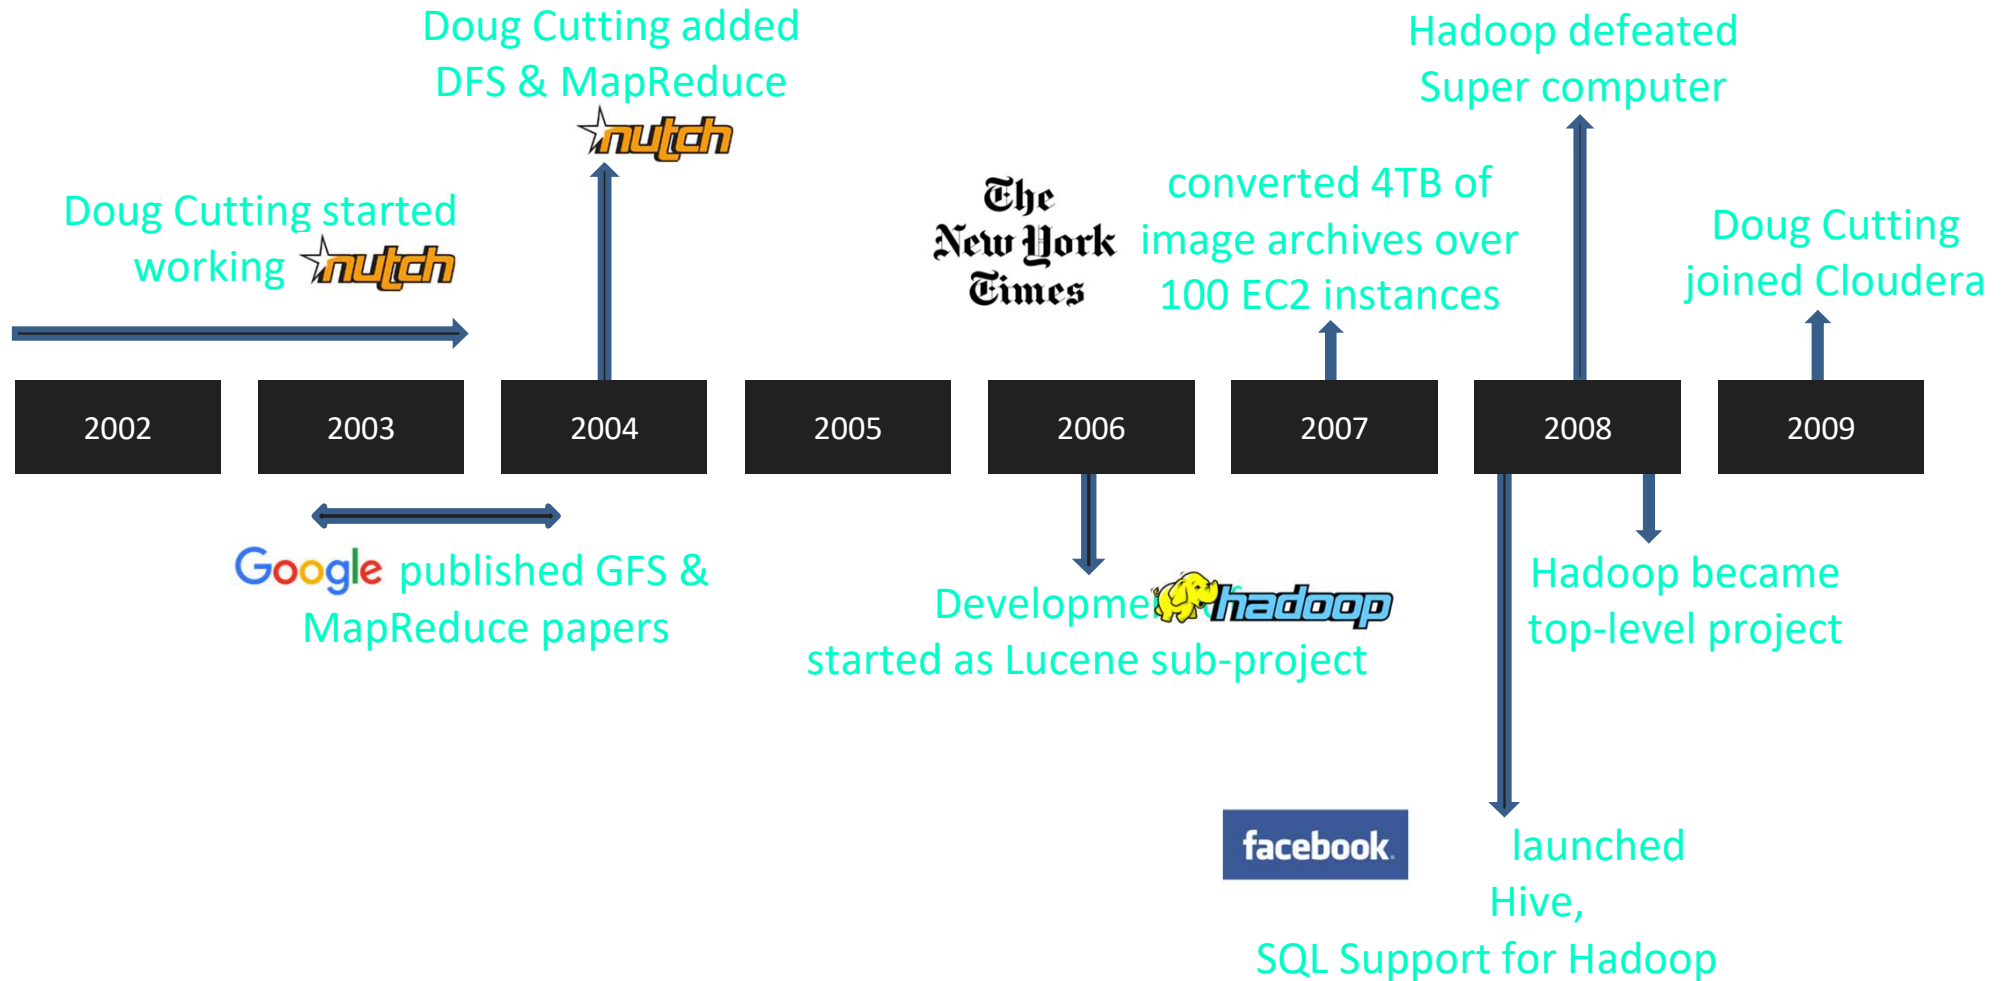 Doug Cutting added
DFS & MapReduce
nutch
Hadoop defeated
Super computer
Doug Cutting started
working nutch
The
New York
Times
converted 4TB of
image archives over
100 EC2 instances
Doug Cutting
joined Cloudera
2002 2003 2004 2005 2006 2007 2008 2009
Google published GFS &
MapReduce papers
hadoop
started as Lucene sub-project
Hadoop became
top-level project
facebook launched
Hive,
SQL Support for Hadoop